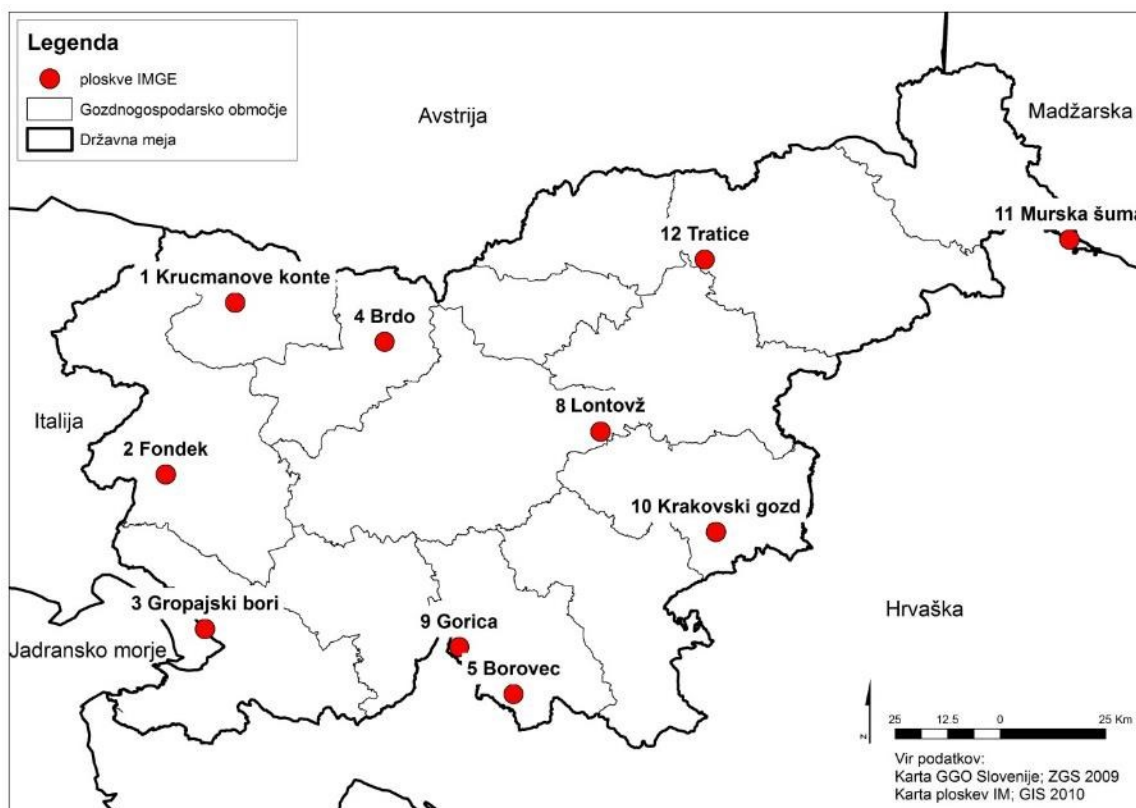 Legenda
ploskve IMGE
Gozdnogospodarsko območje
Državna meja
Avstrija
Madžarska
11 Murska šuma
12 Tratice
1 Krucmanove konte
4 Brdo
8 Lontovž
Italija
2 Fondek
10 Krakovski gozd
3 Gropajski bori
9 Gorica
Hrvaška
Jadransko morje
5 Borovec
N
25 12.5 0 25 Km
Vir podatkov:
Karta GGO Slovenije; ZGS 2009
Karta ploskev IM; GIS 2010